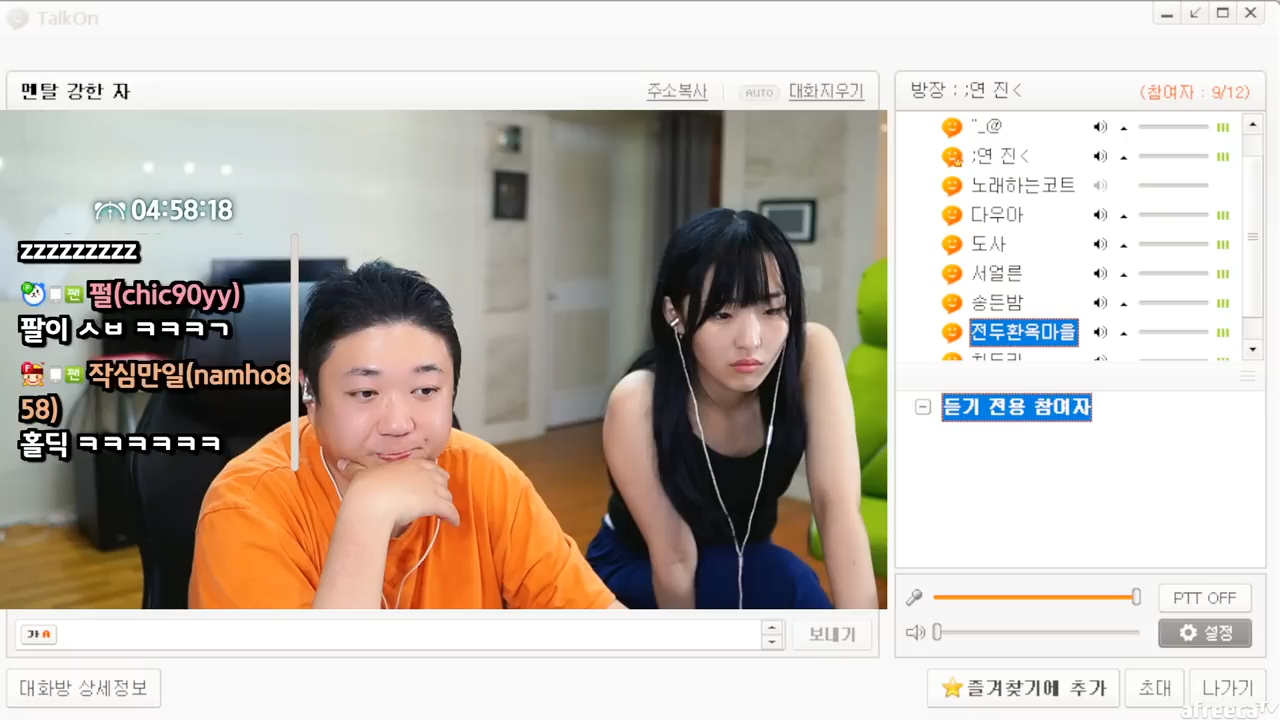 TalkOn
멘탈 강한 자
주소복사
AUTO
대화지우기
방장 : ;연 진<
(참여자 : 9/12)
"_@
;연 진<
노래하는코트
다우아
도사
서얼른
송든밤
전두환옥마을
듣기 전용 참여자
04:58:18
zzzzzzzzz
팬 펄(chic90yy)
팔이 ㅅㅂ ㅋㅋㅋㄱ
팬 작심만일(namho8
58)
홀딕 ㅋㅋㅋㅋㅋㅋ
가A
보내기
PTT OFF
설정
대화방 상세정보
즐겨찾기에 추가
초대
나가기
afreecaTV